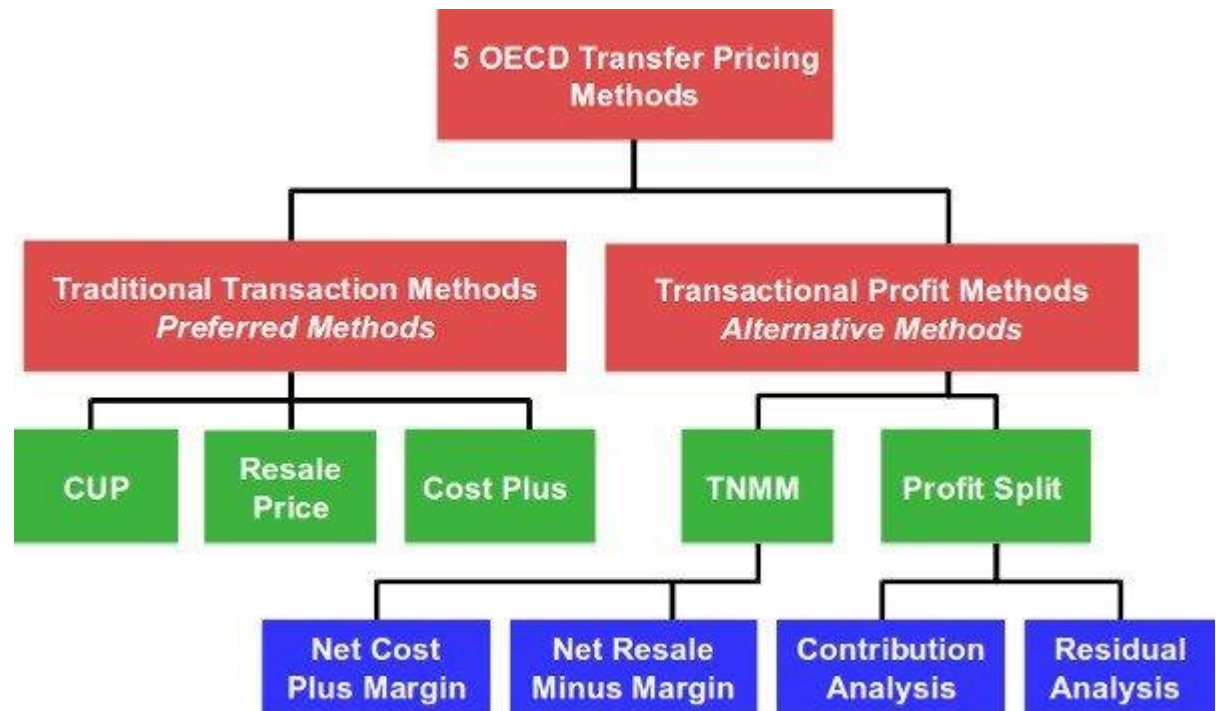 5 OECD Transfer Pricing
Methods
Traditional Transaction Methods
Preferred Methods
Transactional Profit Methods
Alternative Methods
CUP
Resale
Price
Cost Plus
TNMM
Profit Split
Net Cost
Plus Margin
Net Resale
Minus Margin
Contribution
Analysis
Residual
Analysis